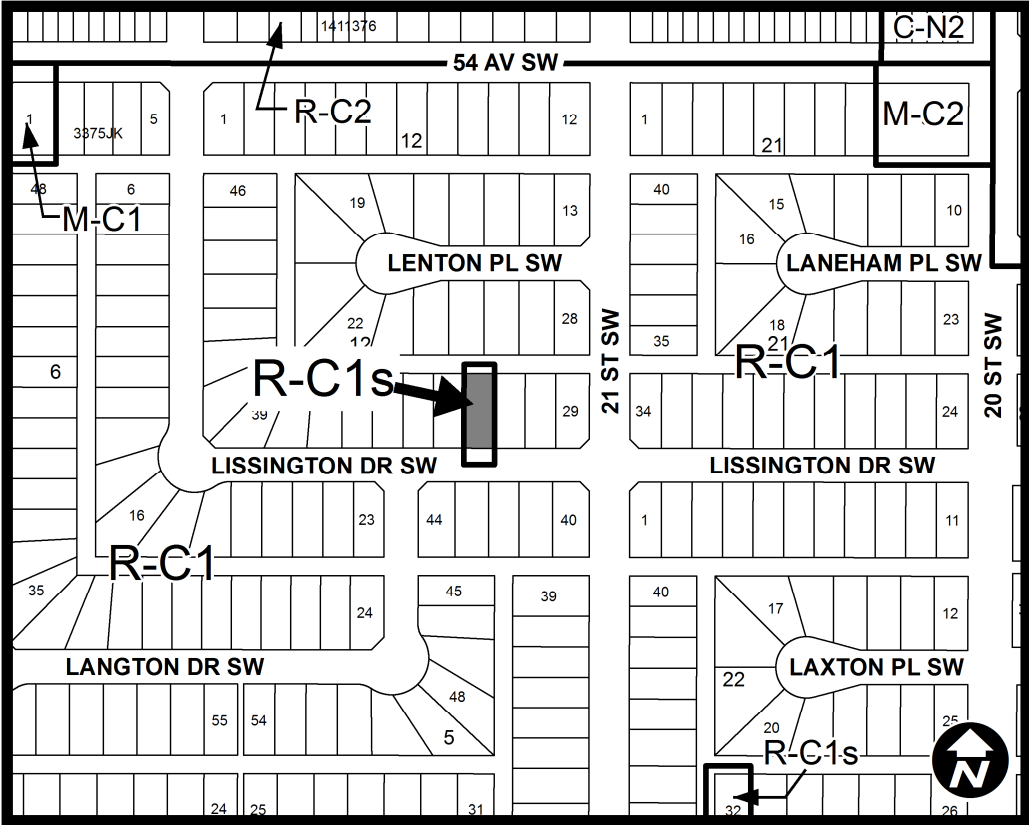 1411376
C-N2
54 AV SW
1
3375JK
5
1
R-C2
12
12
1
21
M-C2
48
M-C1
6
46
19
13
40
15
16
10
LENTON PL SW
LANEHAM PL SW
22
12
28
35
18
21
23
21 ST SW
20 ST SW
6
R-C1s
R-C1
39
29
34
24
LISSINGTON DR SW
LISSINGTON DR SW
16
23
44
40
1
11
R-C1
35
24
45
39
40
17
12
LANGTON DR SW
LAXTON PL SW
22
48
5
55
54
20
25
R-C1s
N
24
25
31
32
26